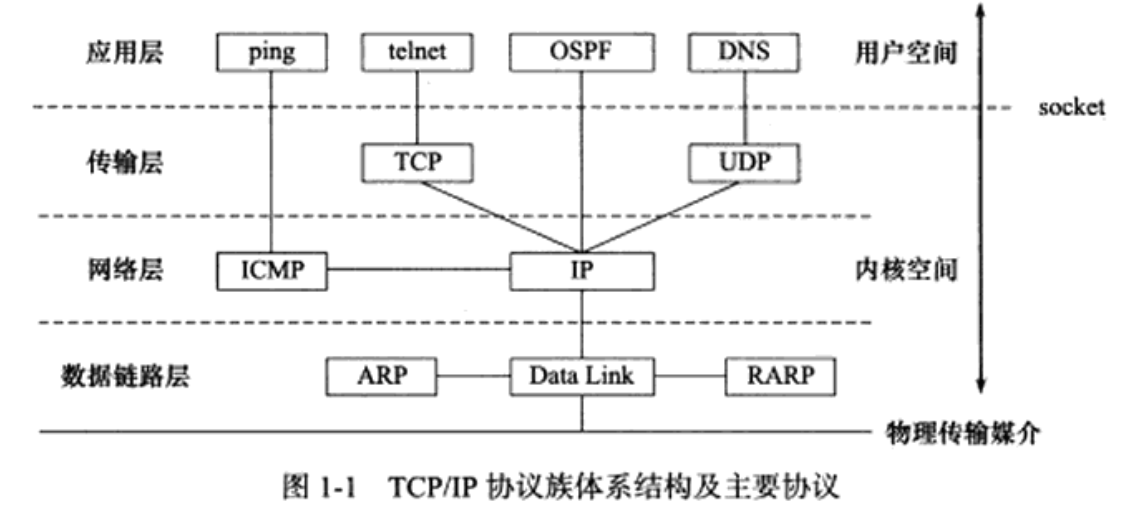 应用层 ping telnet OSPF DNS 用户空间
socket
传输层 TCP UDP
网络层 ICMP IP 内核空间
数据链路层 ARP Data Link RARP
物理传输媒介
图 1-1 TCP/IP 协议族体系结构及主要协议